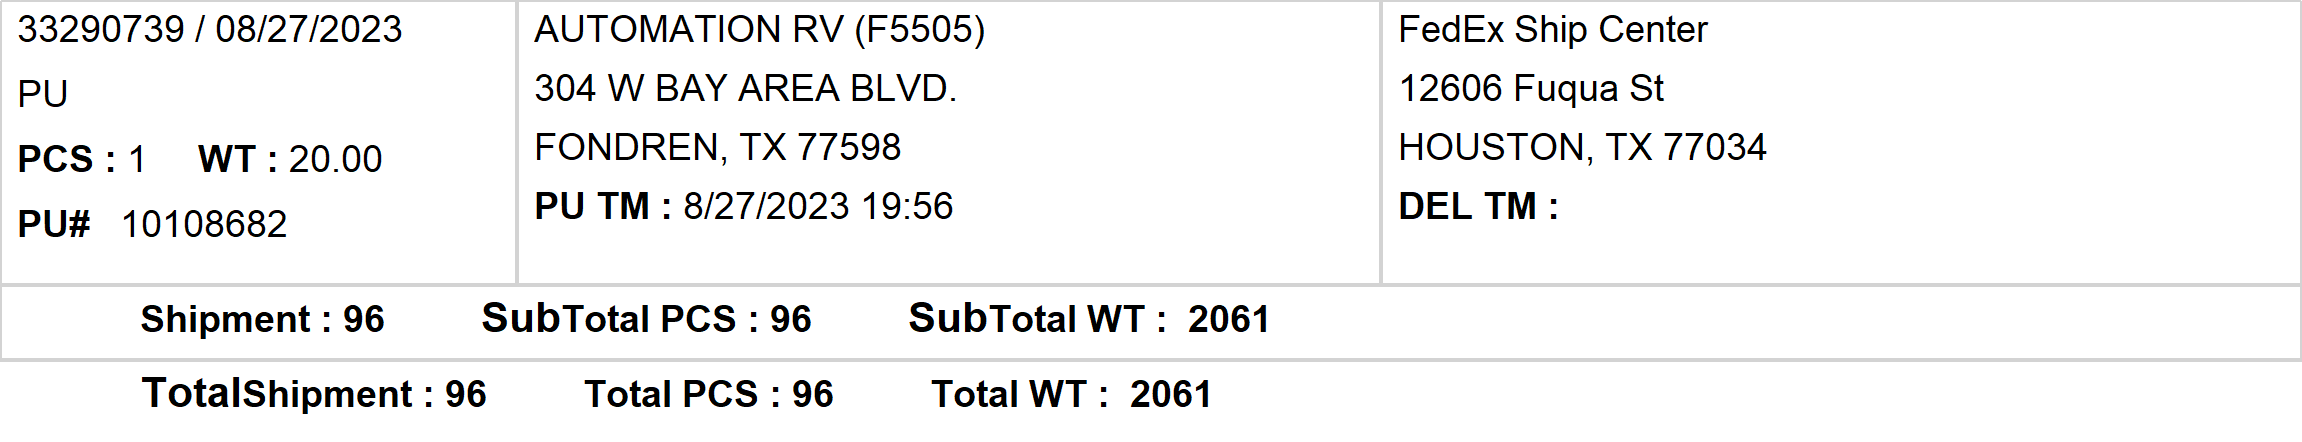 33290739 / 08/27/2023
PU
PCS : 1 WT : 20.00
PU# 10108682
AUTOMATION RV (F5505)
304 W BAY AREA BLVD.
FONDREN, TX 77598
PU TM : 8/27/2023 19:56
FedEx Ship Center
12606 Fuqua St
HOUSTON, TX 77034
DEL TM :
Shipment : 96 SubTotal PCS : 96 SubTotal WT : 2061
TotalShipment : 96 Total PCS : 96 Total WT : 2061